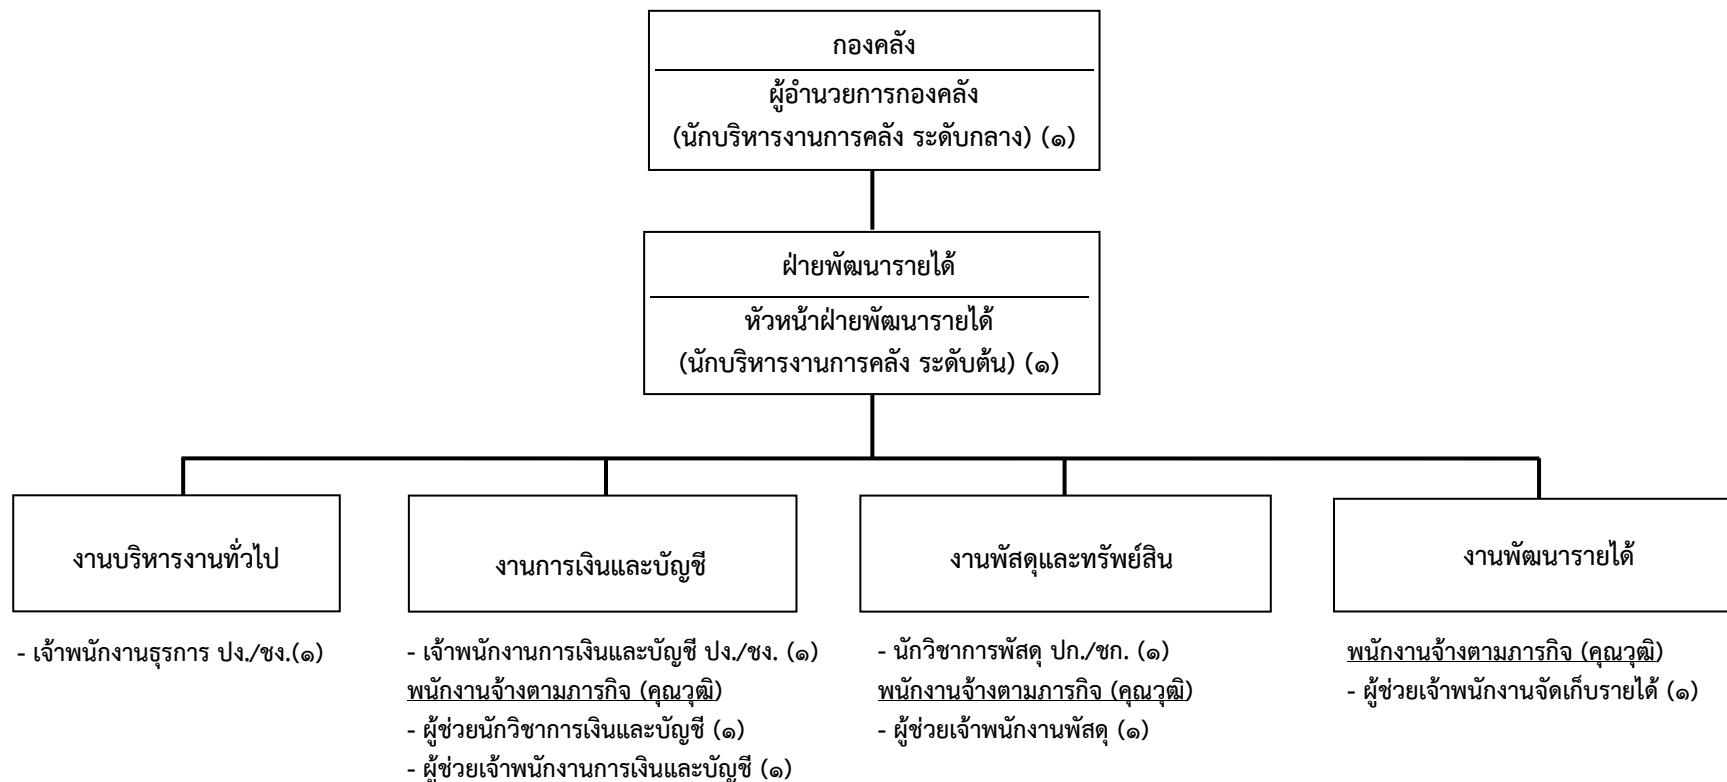 กองคลัง
ผู้อำนวยการกองคลัง
(นักบริหารงานการคลัง ระดับกลาง) (๑)
ฝ่ายพัฒนารายได้
หัวหน้าฝ่ายพัฒนารายได้
(นักบริหารงานการคลัง ระดับต้น) (๑)
งานบริหารงานทั่วไป
- เจ้าพนักงานธุรการ ปง./ชง.(๑)
งานการเงินและบัญชี
- เจ้าพนักงานการเงินและบัญชี ปง./ชง. (๑)
พนักงานจ้างตามภารกิจ (คุณวุฒิ)
- ผู้ช่วยนักวิชาการเงินและบัญชี (๑)
- ผู้ช่วยเจ้าพนักงานการเงินและบัญชี (๑)
งานพัสดุและทรัพย์สิน
- นักวิชาการพัสดุ ปก./ชก. (๑)
พนักงานจ้างตามภารกิจ (คุณวุฒิ)
- ผู้ช่วยเจ้าพนักงานพัสดุ (๑)
งานพัฒนารายได้
พนักงานจ้างตามภารกิจ (คุณวุฒิ)
- ผู้ช่วยเจ้าพนักงานจัดเก็บรายได้ (๑)